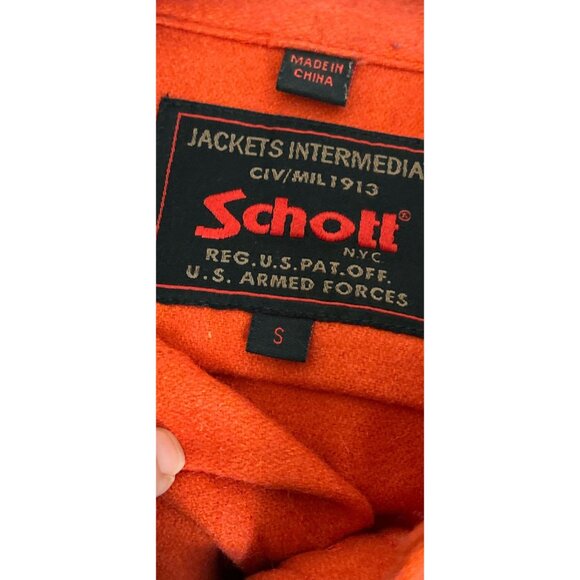 MADE IN
CHINA
JACKETS INTERMEDIA
CIV/MIL1913
Schott®
N.Y.C.
REG.U.S.PAT.OFF.
U.S. ARMED FORCES
S